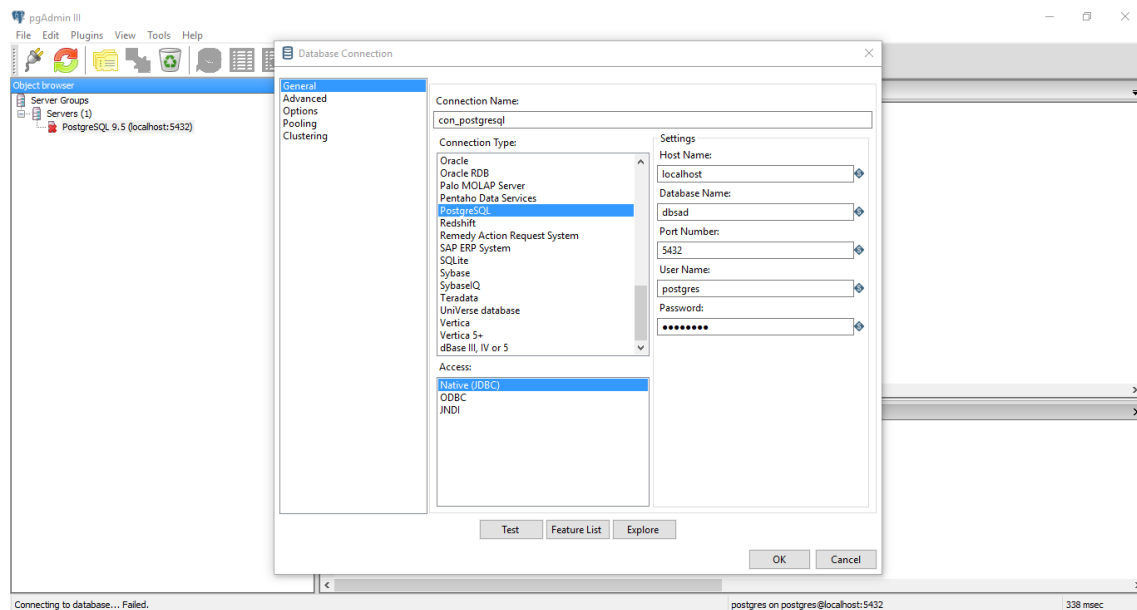 pgAdmin III
File Edit Plugins View Tools Help
Object browser
Server Groups
Servers (1)
PostgreSQL 9.5 (localhost:5432)
Database Connection
General
Advanced
Options
Pooling
Clustering
Connection Name:
con_postgresql
Connection Type:
Oracle
Oracle RDB
Palo MOLAP Server
Pentaho Data Services
PostgreSQL
Redshift
Remedy Action Request System
SAP ERP System
SQLite
Sybase
SybaseIQ
Teradata
UniVerse database
Vertica
Vertica 5+
dBase III, IV or 5
Access:
Native (JDBC)
ODBC
JNDI
Settings
Host Name:
localhost
Database Name:
dbsad
Port Number:
5432
User Name:
postgres
Password:
●●●●●●●●
Test Feature List Explore
OK Cancel
Connecting to database... Failed. postgres on postgres@localhost:5432 338 msec